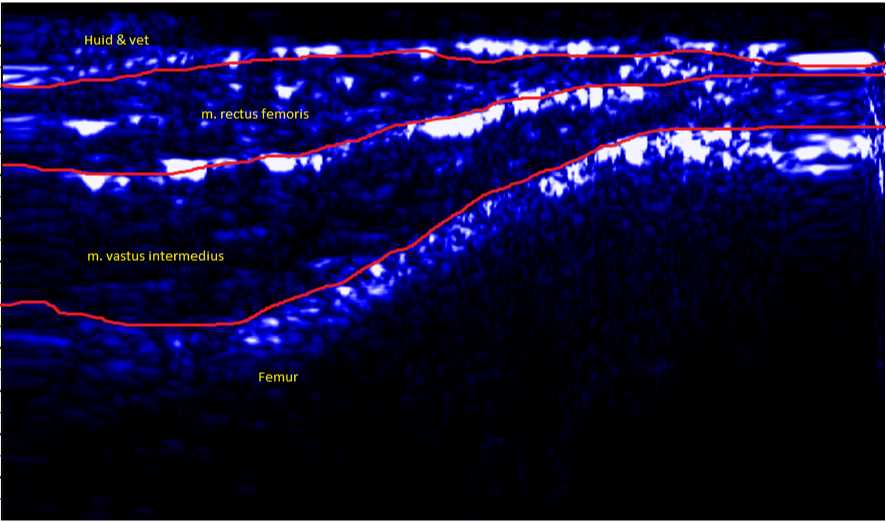 Huid & vet
m. rectus femoris
m. vastus intermedius
Femur